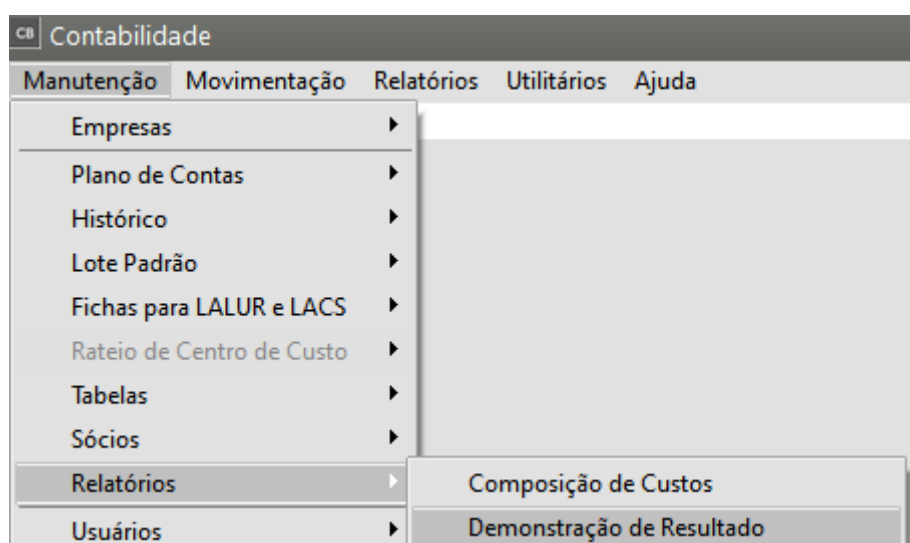 CB Contabilidade
Manutenção Movimentação Relatórios Utilitários Ajuda
Empresas
Plano de Contas
Histórico
Lote Padrão
Fichas para LALUR e LACS
Rateio de Centro de Custo
Tabelas
Sócios
Relatórios Composição de Custos
Usuários Demonstração de Resultado